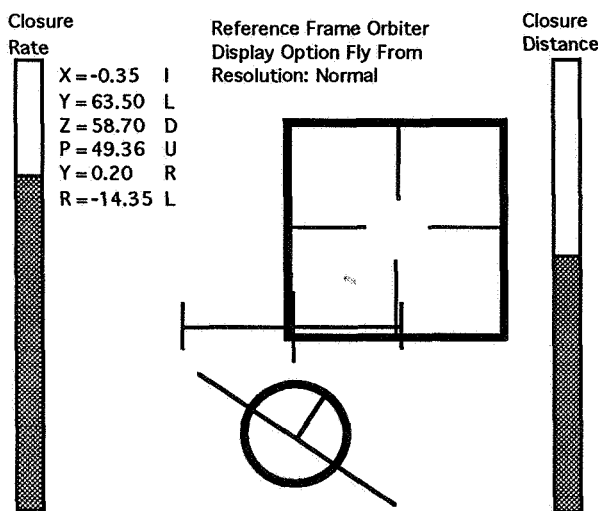 Closure
Rate
X=-0.35 I
Y=63.50 L
Z=58.70 D
P=49.36 U
Y=0.20 R
R=-14.35 L
Reference Frame Orbiter
Display Option Fly From
Resolution: Normal
Closure
Distance